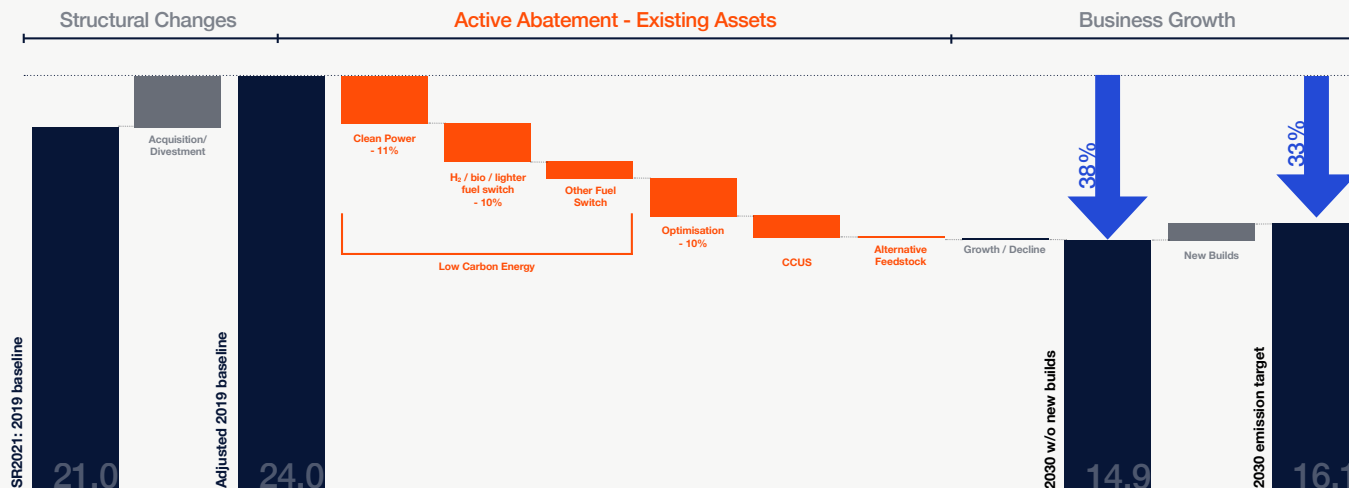 Structural Changes
Active Abatement - Existing Assets
Business Growth
SR2021: 2019 baseline
21.0
Acquisition/
Divestment
Adjusted 2019 baseline
24.0
Clean Power
- 11%
H₂ / bio / lighter
fuel switch
- 10%
Other Fuel
Switch
Low Carbon Energy
Optimisation
- 10%
CCUS
Alternative
Feedstock
Growth / Decline
2030 w/o new builds
38%
14.9
New Builds
2030 emission target
33%
16.1